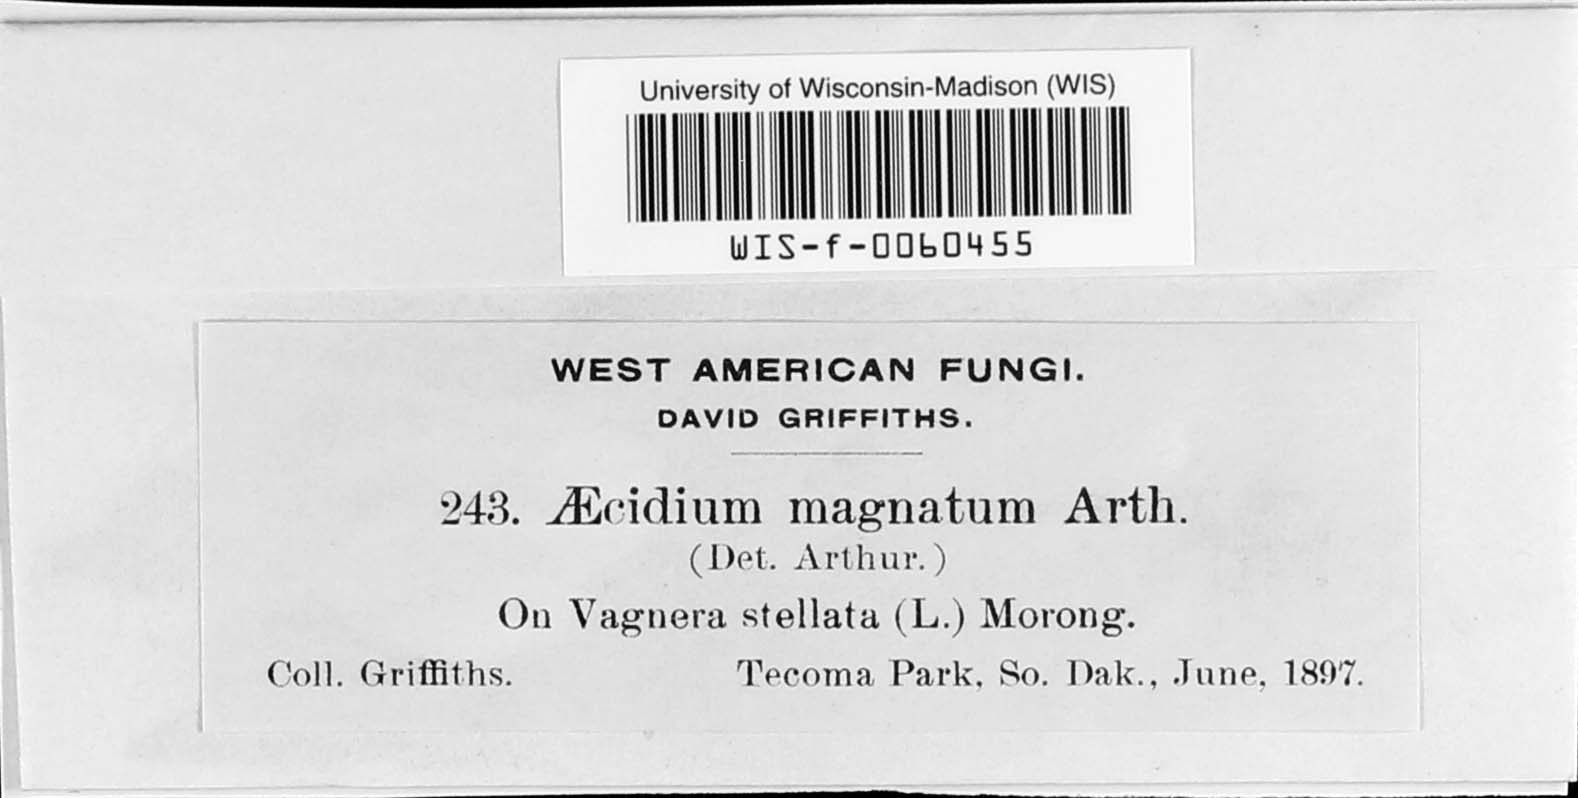 University of Wisconsin-Madison (WIS)
WIS-f-0060455
WEST AMERICAN FUNGI.
DAVID GRIFFITHS.
243. Æcidium magnatum Arth.
(Det. Arthur.)
On Vagnera stellata (L.) Morong.
Coll. Griffiths. Tecoma Park, So. Dak., June, 1897.